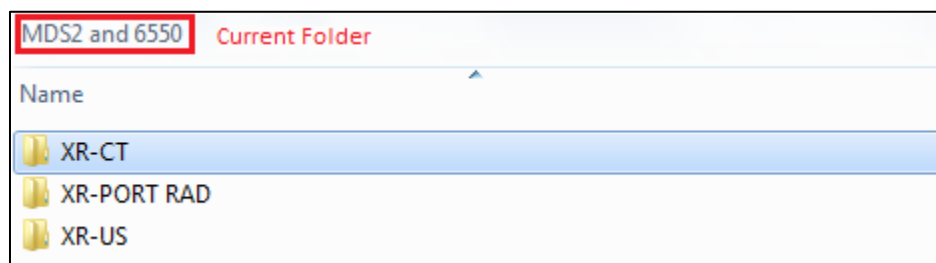 MDS2 and 6550 Current Folder
Name
XR-CT
XR-PORT RAD
XR-US